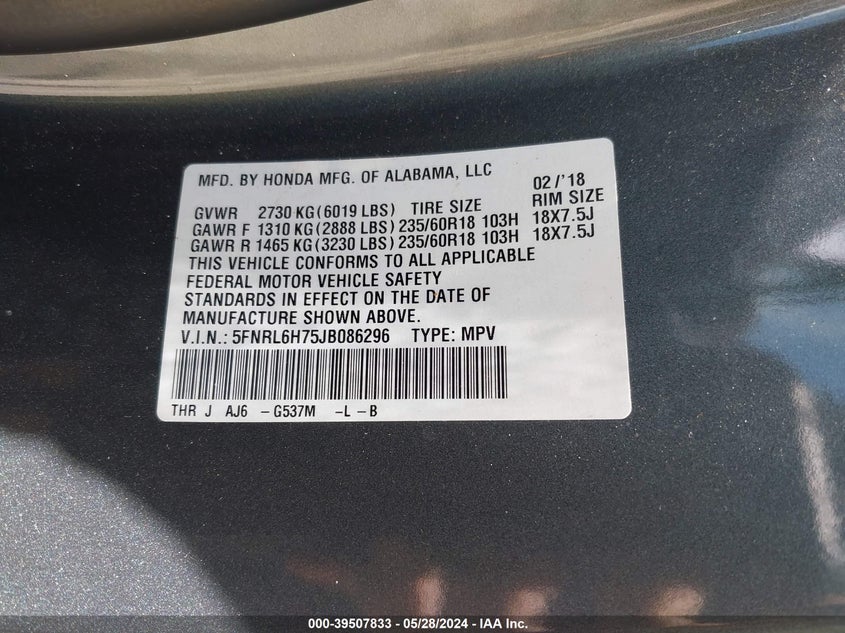 MFD. BY HONDA MFG. OF ALABAMA, LLC 02/'18
GVWR 2730 KG(6019 LBS) TIRE SIZE RIM SIZE
GAWR F 1310 KG(2888 LBS) 235/60R18 103H 18X7.5J
GAWR R 1465 KG(3230 LBS) 235/60R18 103H 18X7.5J
THIS VEHICLE CONFORMS TO ALL APPLICABLE
FEDERAL MOTOR VEHICLE SAFETY
STANDARDS IN EFFECT ON THE DATE OF
MANUFACTURE SHOWN ABOVE.
V.I.N.: 5FNRL6H75JB086296 TYPE: MPV
THR J AJ6 -G537M -L-B
000-39507833 - 05/28/2024 - IAA Inc.